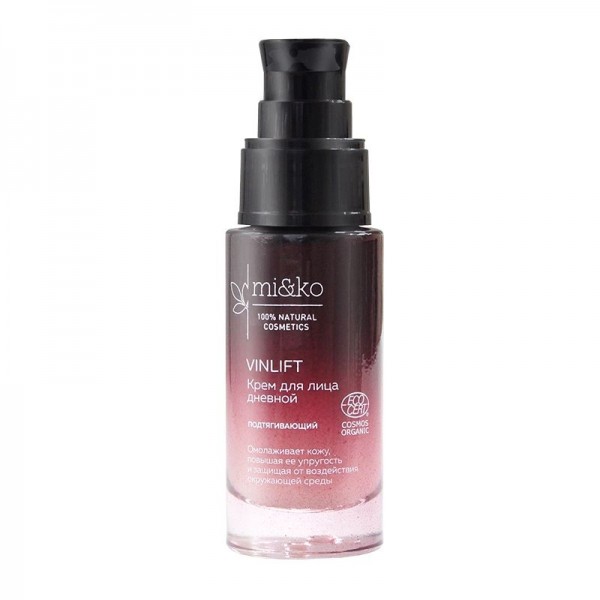 mi&ko
100% NATURAL
COSMETICS
VINLIFT
Крем для лица
дневной
подтягивающий
ECO
CERT
COSMOS
ORGANIC
Омолаживает кожу,
повышая ее упругость
и защищая от воздействия
окружающей среды